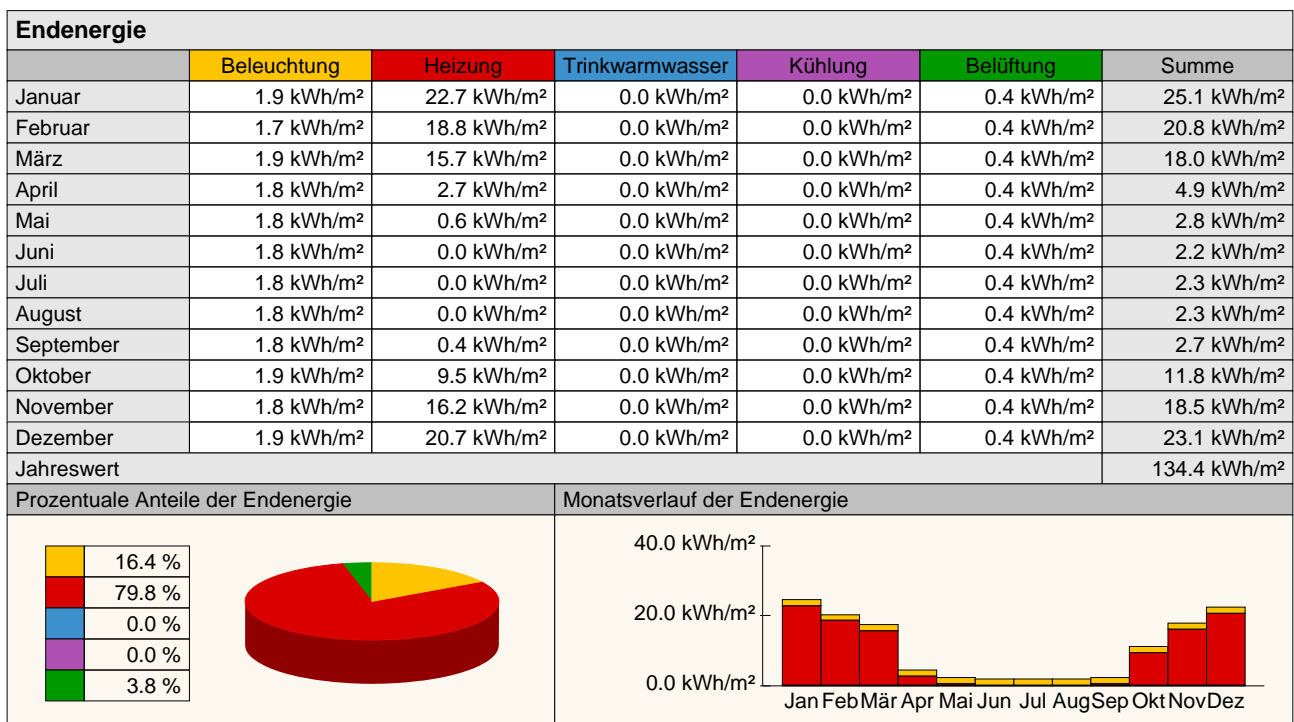 Endenergie
Beleuchtung Heizung Trinkwarmwasser Kühlung Belüftung Summe
Januar 1.9 kWh/m² 22.7 kWh/m² 0.0 kWh/m² 0.0 kWh/m² 0.4 kWh/m² 25.1 kWh/m²
Februar 1.7 kWh/m² 18.8 kWh/m² 0.0 kWh/m² 0.0 kWh/m² 0.4 kWh/m² 20.8 kWh/m²
März 1.9 kWh/m² 15.7 kWh/m² 0.0 kWh/m² 0.0 kWh/m² 0.4 kWh/m² 18.0 kWh/m²
April 1.8 kWh/m² 2.7 kWh/m² 0.0 kWh/m² 0.0 kWh/m² 0.4 kWh/m² 4.9 kWh/m²
Mai 1.8 kWh/m² 0.6 kWh/m² 0.0 kWh/m² 0.0 kWh/m² 0.4 kWh/m² 2.8 kWh/m²
Juni 1.8 kWh/m² 0.0 kWh/m² 0.0 kWh/m² 0.0 kWh/m² 0.4 kWh/m² 2.2 kWh/m²
Juli 1.8 kWh/m² 0.0 kWh/m² 0.0 kWh/m² 0.0 kWh/m² 0.4 kWh/m² 2.3 kWh/m²
August 1.8 kWh/m² 0.0 kWh/m² 0.0 kWh/m² 0.0 kWh/m² 0.4 kWh/m² 2.3 kWh/m²
September 1.8 kWh/m² 0.4 kWh/m² 0.0 kWh/m² 0.0 kWh/m² 0.4 kWh/m² 2.7 kWh/m²
Oktober 1.9 kWh/m² 9.5 kWh/m² 0.0 kWh/m² 0.0 kWh/m² 0.4 kWh/m² 11.8 kWh/m²
November 1.8 kWh/m² 16.2 kWh/m² 0.0 kWh/m² 0.0 kWh/m² 0.4 kWh/m² 18.5 kWh/m²
Dezember 1.9 kWh/m² 20.7 kWh/m² 0.0 kWh/m² 0.0 kWh/m² 0.4 kWh/m² 23.1 kWh/m²
Jahreswert 134.4 kWh/m²
Prozentuale Anteile der Endenergie
16.4 %
79.8 %
0.0 %
0.0 %
3.8 %
Monatsverlauf der Endenergie
40.0 kWh/m²
20.0 kWh/m²
0.0 kWh/m²
Jan Feb Mär Apr Mai Jun Jul Aug Sep Okt Nov Dez